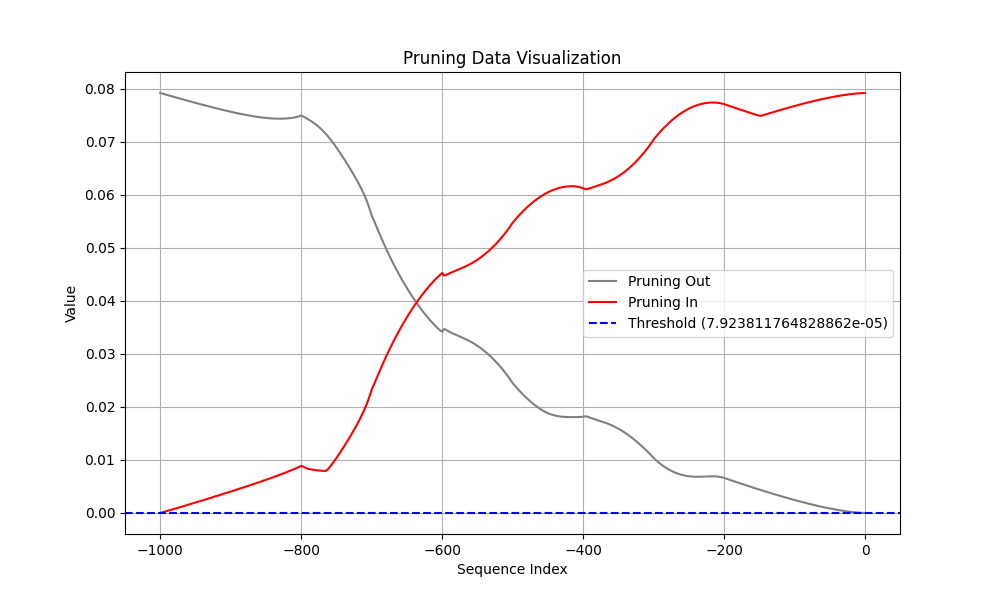 Pruning Data Visualization
Value
0.08
0.07
0.06
0.05
0.04
0.03
0.02
0.01
0.00
Pruning Out
Pruning In
Threshold (7.923811764828862e-05)
−1000 −800 −600 −400 −200 0
Sequence Index